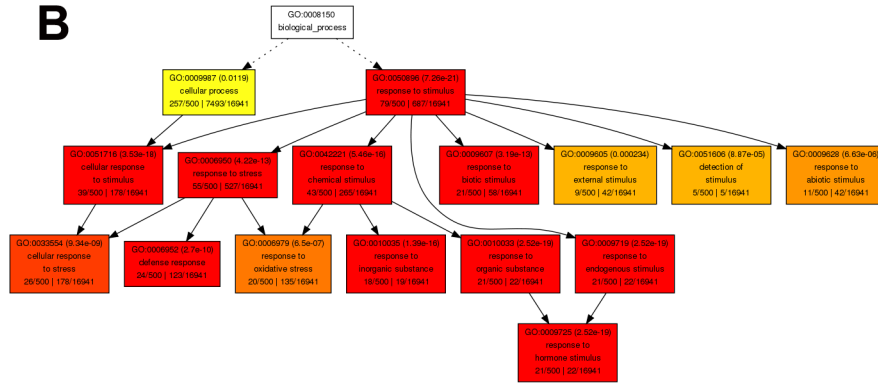 B
GO:0008150
biological_process
GO:0009987 (0.0119)
cellular process
257/500 | 7493/16941
GO:0050896 (7.26e-21)
response to stimulus
79/500 | 687/16941
GO:0051716 (3.53e-18)
cellular response
to stimulus
39/500 | 178/16941
GO:0006950 (4.22e-13)
response to stress
55/500 | 527/16941
GO:0042221 (5.46e-16)
response to
chemical stimulus
43/500 | 265/16941
GO:0009607 (3.19e-13)
response to
biotic stimulus
21/500 | 58/16941
GO:0009605 (0.000234)
response to
external stimulus
9/500 | 42/16941
GO:0051606 (8.87e-05)
detection of
stimulus
5/500 | 5/16941
GO:0009628 (6.63e-06)
response to
abiotic stimulus
11/500 | 42/16941
GO:0033554 (9.34e-09)
cellular response
to stress
26/500 | 178/16941
GO:0006952 (2.7e-10)
defense response
24/500 | 123/16941
GO:0006979 (6.5e-07)
response to
oxidative stress
20/500 | 135/16941
GO:0010035 (1.39e-16)
response to
inorganic substance
18/500 | 19/16941
GO:0010033 (2.52e-19)
response to
organic substance
21/500 | 22/16941
GO:0009719 (2.52e-19)
response to
endogenous stimulus
21/500 | 22/16941
GO:0009725 (2.52e-19)
response to
hormone stimulus
21/500 | 22/16941